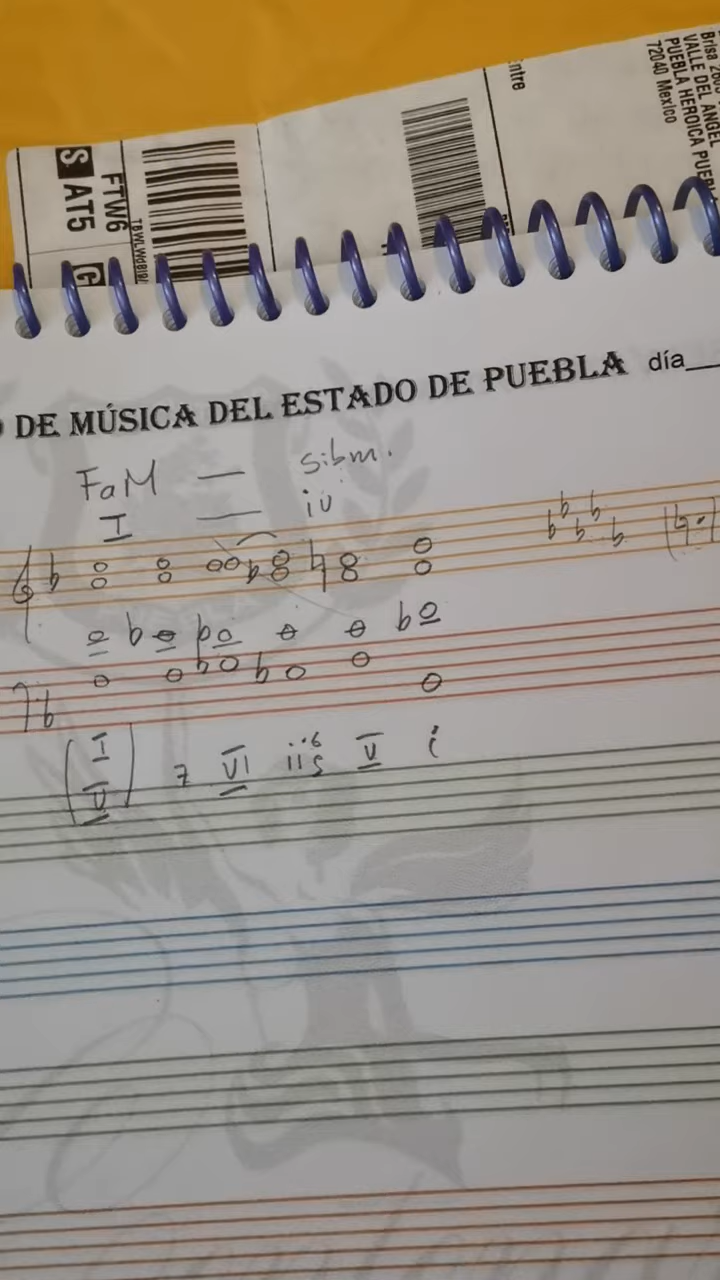 ntre
Brisa
VALLE DEL ANGEL
PUEBLA HEROICA PUEB
72040 Mexico
FTW6
S AT5
G
DE MÚSICA DEL ESTADO DE PUEBLA día
FaM — sibm.
I — iv
I VI ii6/5 V i